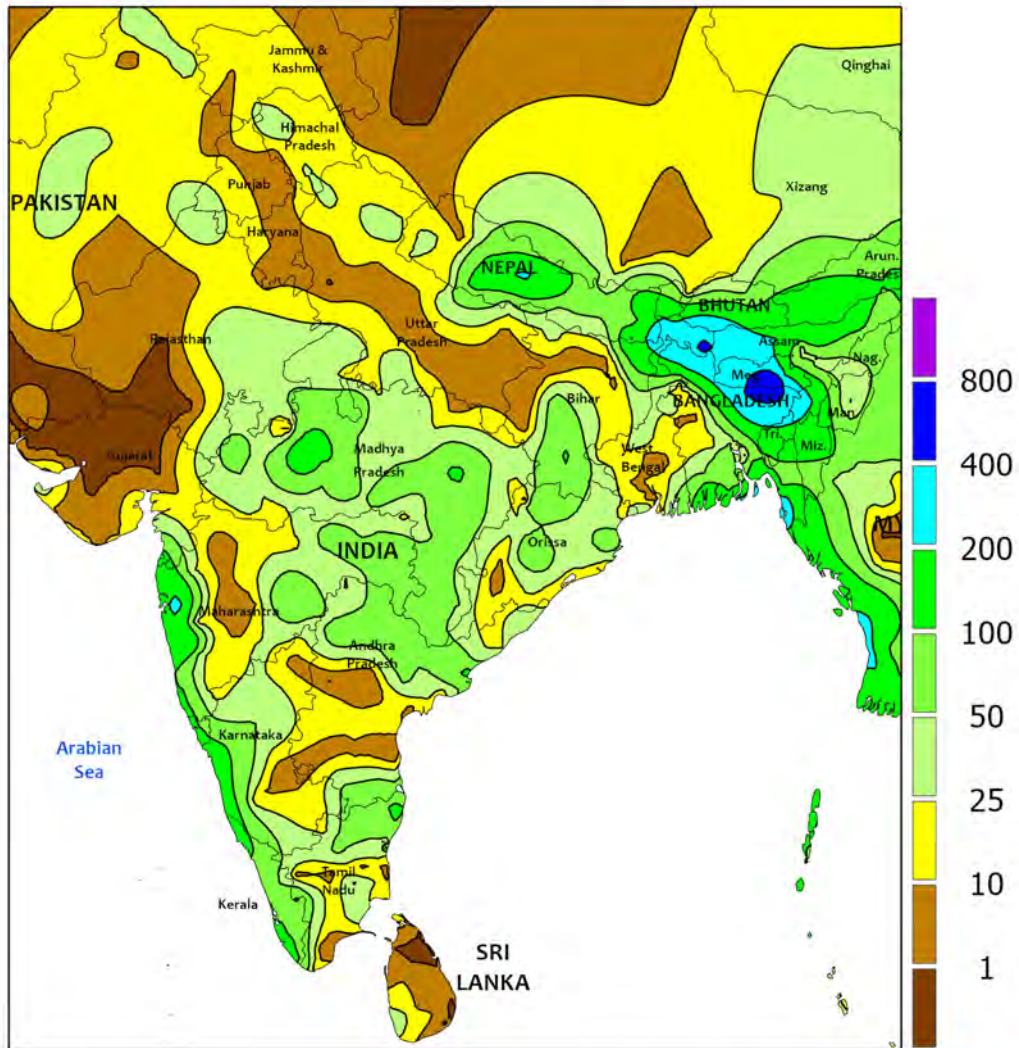 Jammu &
Kashmir
Qinghai
Himachal
Pradesh
Xizang
Punjab
PAKISTAN
Haryana
Arun.
Prades
NEPAL
BHUTAN
Uttar
Pradesh
Rajasthan
Assam
Nag.
Meg.
800
Bihar
BANGLADESH
Man.
Tri.
Miz.
Gujarat
Madhya
Pradesh
West
Bengal
400
MY
INDIA
Orissa
200
Maharashtra
Andhra
Pradesh
100
Karnataka
50
Arabian
Sea
25
Tamil
Nadu
10
Kerala
SRI
LANKA
1